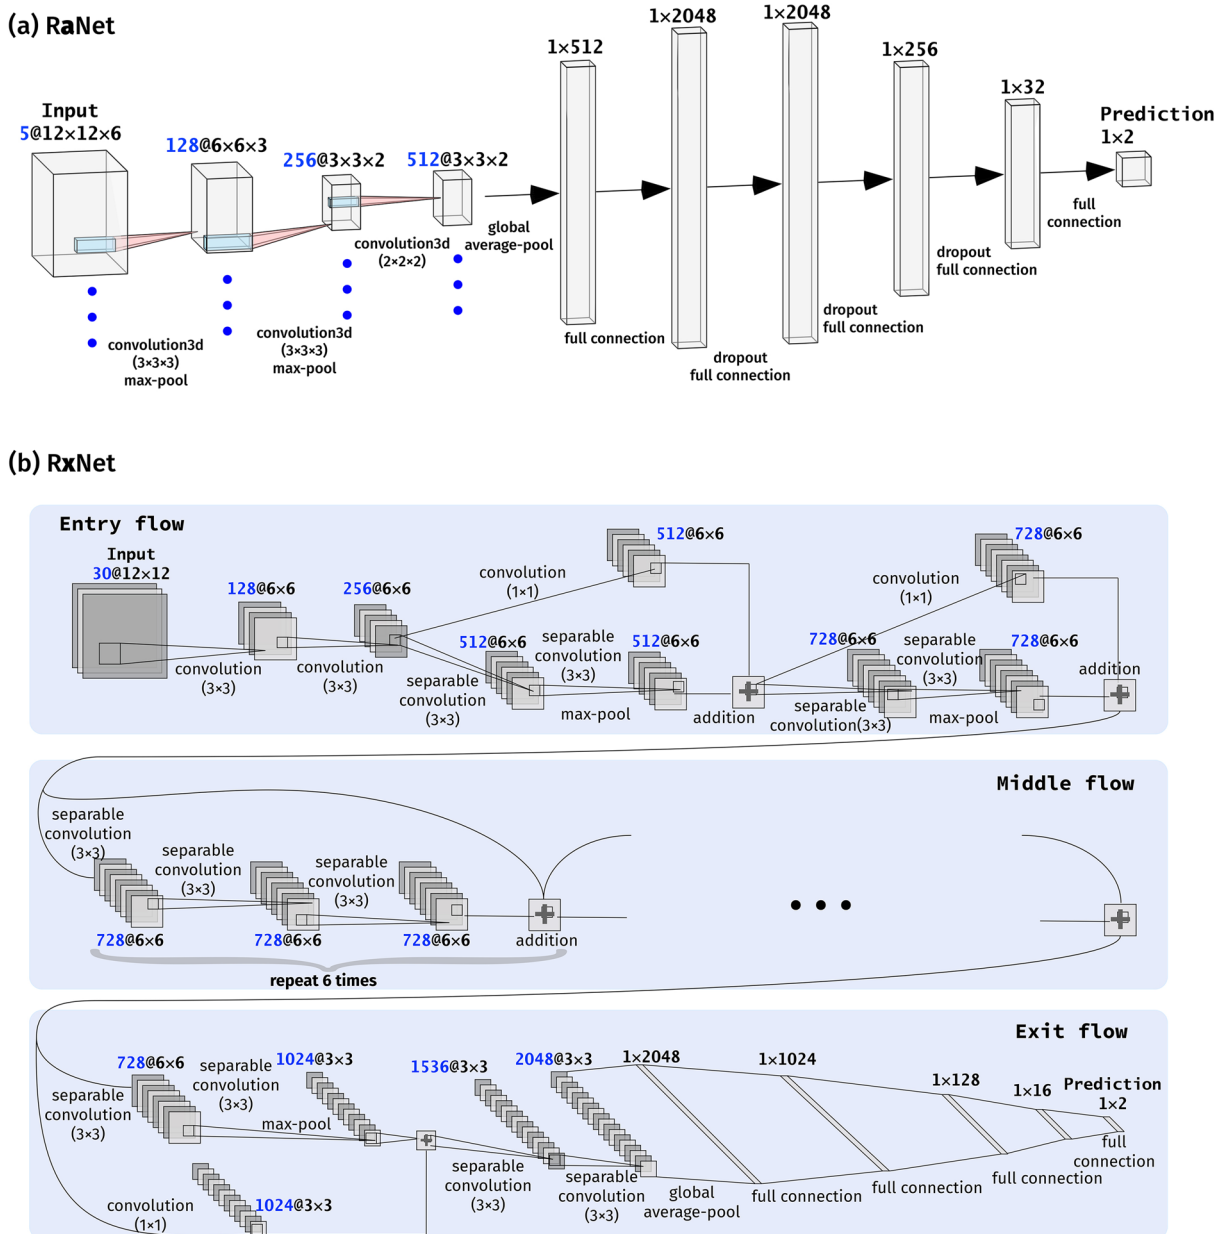 (a) RaNet
Input
5@12×12×6
128@6×6×3
256@3×3×2
512@3×3×2
1×512
1×2048
1×2048
1×256
1×32
Prediction
1×2
convolution3d
(3×3×3)
max-pool
convolution3d
(3×3×3)
max-pool
convolution3d
(2×2×2)
global
average-pool
full connection
dropout
full connection
dropout
full connection
dropout
full connection
full
connection
(b) RxNet
Entry flow
Input
30@12×12
128@6×6
256@6×6
convolution
(3×3)
convolution
(3×3)
convolution
(1×1)
512@6×6
512@6×6
separable
convolution
(3×3)
512@6×6
separable
convolution
(3×3)
max-pool
addition
convolution
(1×1)
728@6×6
728@6×6
separable
convolution
(3×3)
728@6×6
separable
convolution(3×3)
max-pool
addition
Middle flow
separable
convolution
(3×3)
separable
convolution
(3×3)
separable
convolution
(3×3)
728@6×6
728@6×6
728@6×6
addition
repeat 6 times
Exit flow
728@6×6
separable
convolution
(3×3)
separable
convolution
(3×3)
max-pool
1024@3×3
1536@3×3
2048@3×3
1×2048
1×1024
1×128
1×16
Prediction
1×2
separable
convolution
(3×3)
separable
convolution
(3×3)
global
average-pool
full connection
full connection
full connection
full
connection
convolution
(1×1)
1024@3×3